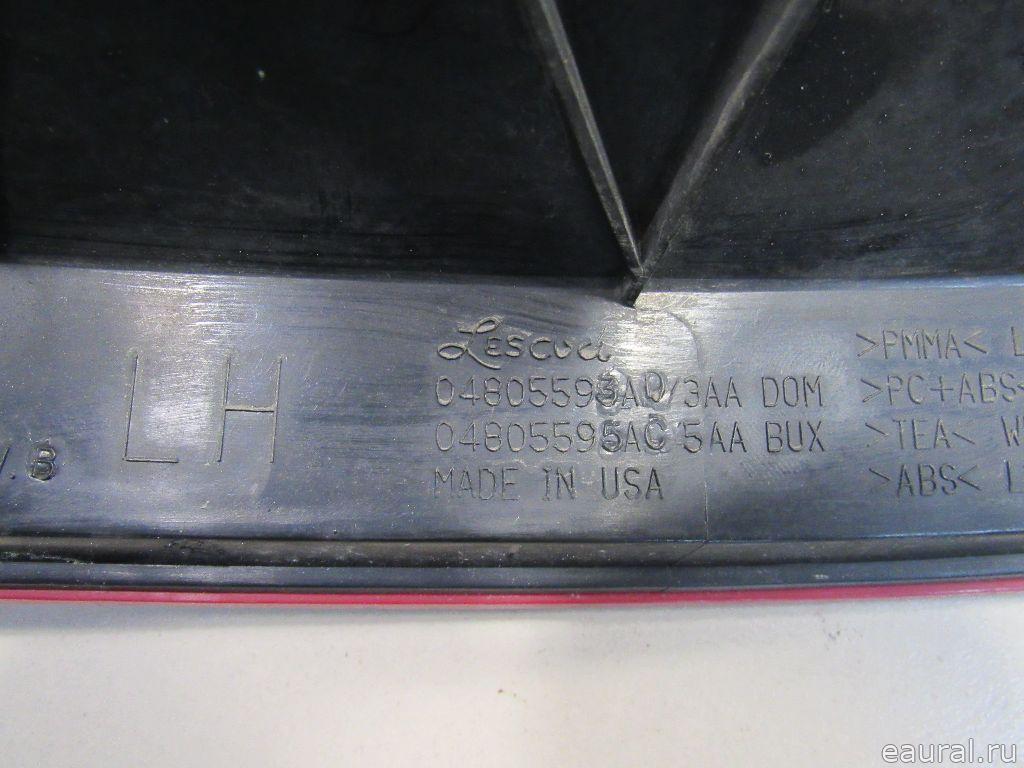 Lescoa
LH
04805593AD/3AA DOM
04805595AC 5AA BUX
MADE IN USA
B
>PMMA< L
>PC+ABS<
>TEA< W
>ABS< L
eaural.ru